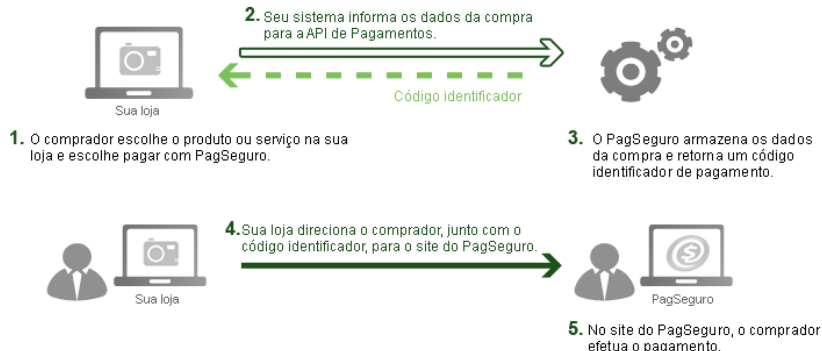 2. Seu sistema informa os dados da compra
para a API de Pagamentos.
Código identificador
Sua loja
1. O comprador escolhe o produto ou serviço na sua
loja e escolhe pagar com PagSeguro.
3. O PagSeguro armazena os dados
da compra e retorna um código
identificador de pagamento.
4. Sua loja direciona o comprador, junto com o
código identificador, para o site do PagSeguro.
Sua loja
PagSeguro
5. No site do PagSeguro, o comprador
efetua o pagamento.